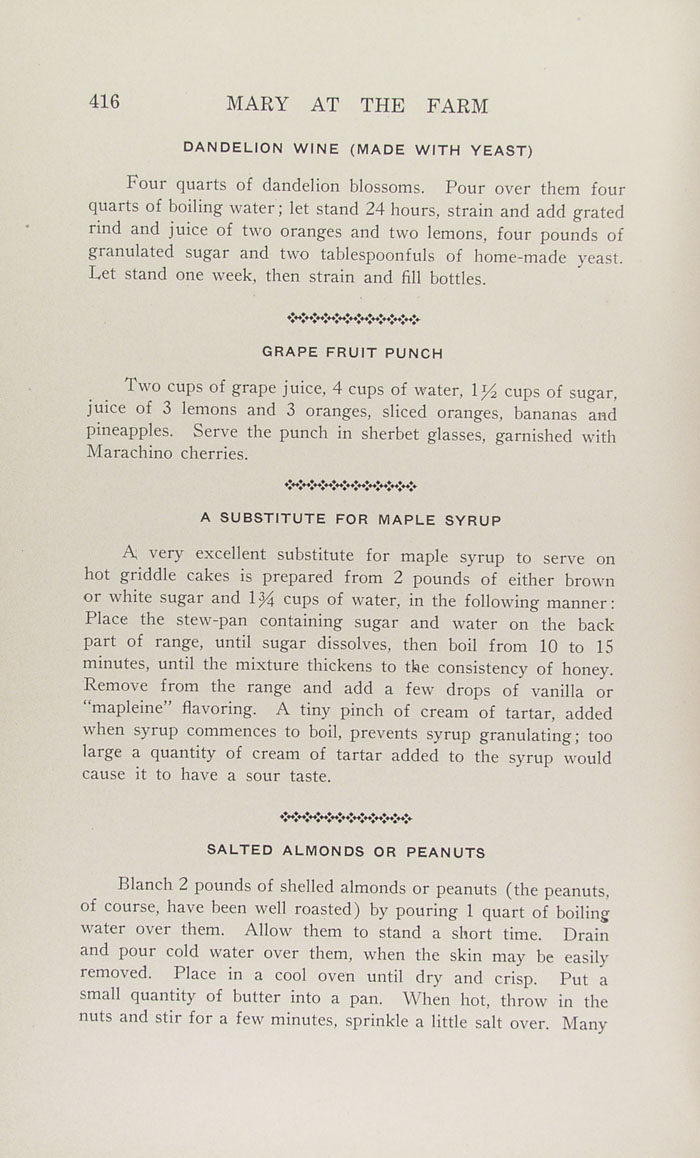 416 MARY AT THE FARM
DANDELION WINE (MADE WITH YEAST)
Four quarts of dandelion blossoms. Pour over them four
quarts of boiling water; let stand 24 hours, strain and add grated
rind and juice of two oranges and two lemons, four pounds of
granulated sugar and two tablespoonfuls of home-made yeast.
Let stand one week, then strain and fill bottles.
GRAPE FRUIT PUNCH
Two cups of grape juice, 4 cups of water, 1½ cups of sugar,
juice of 3 lemons and 3 oranges, sliced oranges, bananas and
pineapples. Serve the punch in sherbet glasses, garnished with
Marachino cherries.
A SUBSTITUTE FOR MAPLE SYRUP
A very excellent substitute for maple syrup to serve on
hot griddle cakes is prepared from 2 pounds of either brown
or white sugar and 1¾ cups of water, in the following manner:
Place the stew-pan containing sugar and water on the back
part of range, until sugar dissolves, then boil from 10 to 15
minutes, until the mixture thickens to the consistency of honey.
Remove from the range and add a few drops of vanilla or
"mapleine" flavoring. A tiny pinch of cream of tartar, added
when syrup commences to boil, prevents syrup granulating; too
large a quantity of cream of tartar added to the syrup would
cause it to have a sour taste.
SALTED ALMONDS OR PEANUTS
Blanch 2 pounds of shelled almonds or peanuts (the peanuts,
of course, have been well roasted) by pouring 1 quart of boiling
water over them. Allow them to stand a short time. Drain
and pour cold water over them, when the skin may be easily
removed. Place in a cool oven until dry and crisp. Put a
small quantity of butter into a pan. When hot, throw in the
nuts and stir for a few minutes, sprinkle a little salt over. Many